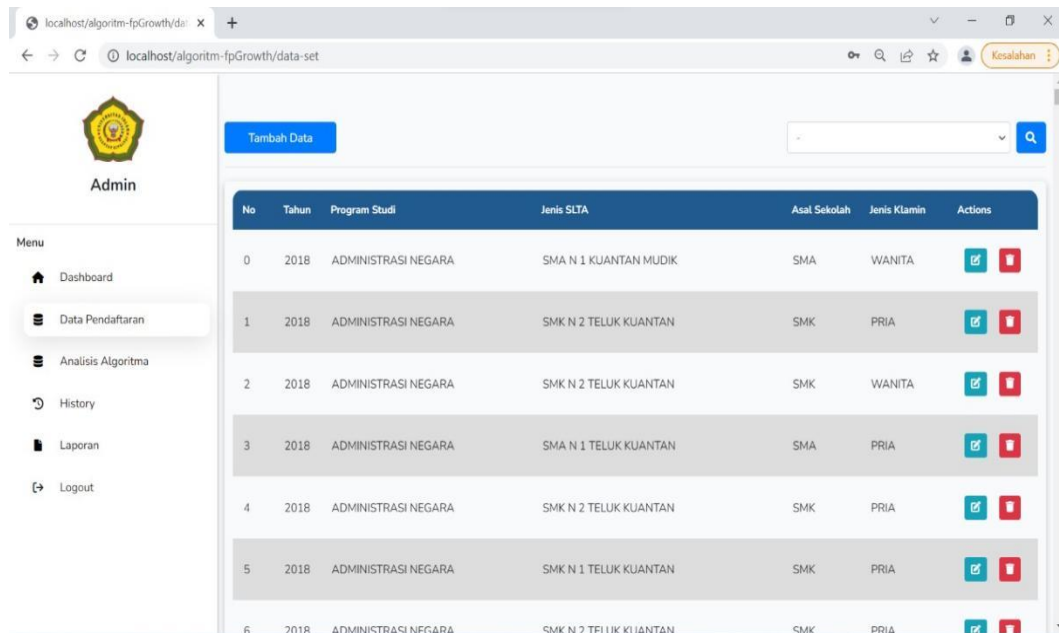 localhost/algoritm-fpGrowth/da
localhost/algoritm-fpGrowth/data-set
Kesalahan
Admin
Menu
Dashboard
Data Pendaftaran
Analisis Algoritma
History
Laporan
Logout
Tambah Data
-
No Tahun Program Studi Jenis SLTA Asal Sekolah Jenis Klamin Actions
0 2018 ADMINISTRASI NEGARA SMA N 1 KUANTAN MUDIK SMA WANITA
1 2018 ADMINISTRASI NEGARA SMK N 2 TELUK KUANTAN SMK PRIA
2 2018 ADMINISTRASI NEGARA SMK N 2 TELUK KUANTAN SMK WANITA
3 2018 ADMINISTRASI NEGARA SMA N 1 TELUK KUANTAN SMA PRIA
4 2018 ADMINISTRASI NEGARA SMK N 2 TELUK KUANTAN SMK PRIA
5 2018 ADMINISTRASI NEGARA SMK N 1 TELUK KUANTAN SMK PRIA
6 2018 ADMINISTRASI NEGARA SMK N 2 TELUK KUANTAN SMK PRIA